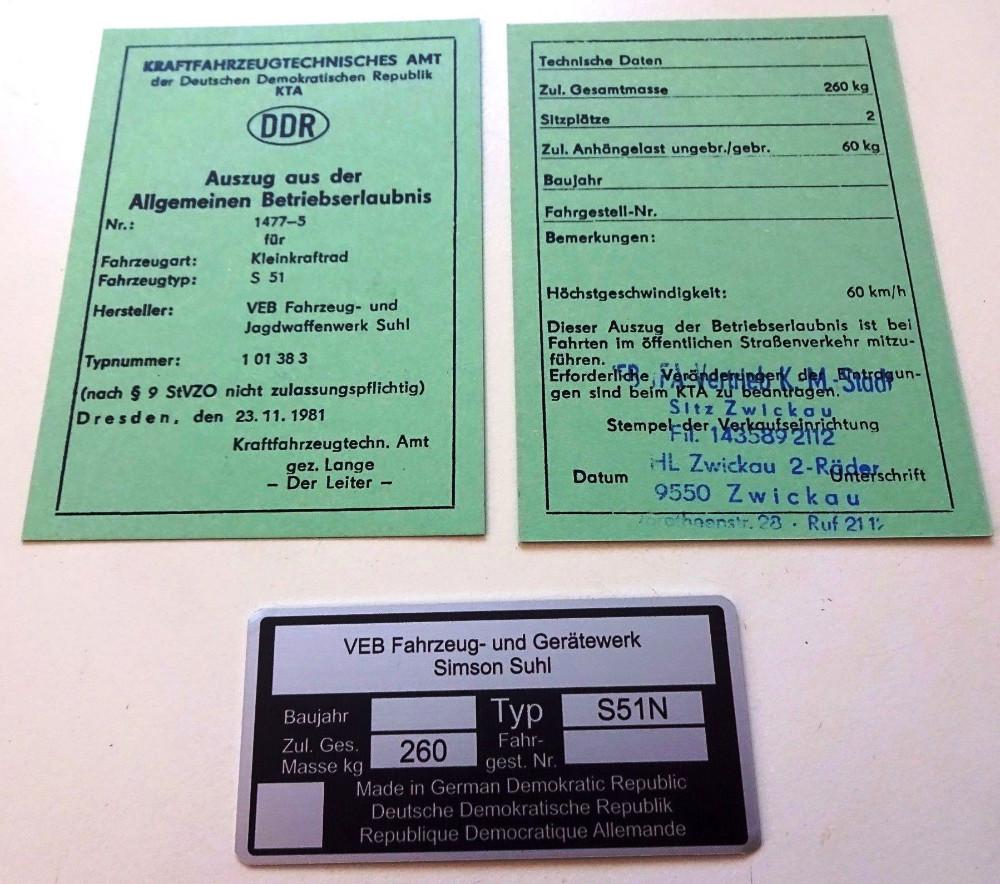 KRAFTFAHRZEUGTECHNISCHES AMT
der Deutschen Demokratischen Republik
KTA
DDR
Auszug aus der
Allgemeinen Betriebserlaubnis
Nr.: 1477–5
für
Fahrzeugart: Kleinkraftrad
Fahrzeugtyp: S 51
Hersteller: VEB Fahrzeug- und
Jagdwaffenwerk Suhl
Typnummer: 1 01 38 3
(nach § 9 StVZO nicht zulassungspflichtig)
Dresden, den 23. 11. 1981
Kraftfahrzeugtechn. Amt
gez. Lange
– Der Leiter –
Technische Daten
Zul. Gesamtmasse 260 kg
Sitzplätze 2
Zul. Anhängelast ungebr./gebr. 60 kg
Baujahr
Fahrgestell-Nr.
Bemerkungen:
Höchstgeschwindigkeit: 60 km/h
Dieser Auszug der Betriebserlaubnis ist bei
Fahrten im öffentlichen Straßenverkehr mitzu-
führen.
Erforderliche Veränderungen der Eintragun-
gen sind beim KTA zu beantragen.
Stempel der Verkaufseinrichtung
Datum Unterschrift
Vertrieb K.-M.-Stadt
Sitz Zwickau
Fil. 143589 2112
HL Zwickau 2-Räder
9550 Zwickau
28 · Ruf 21
VEB Fahrzeug- und Gerätewerk
Simson Suhl
Baujahr
Typ S51N
Zul. Ges.
Masse kg 260
Fahr-
gest. Nr.
Made in German Demokratic Republic
Deutsche Demokratische Republik
Republique Democratique Allemande